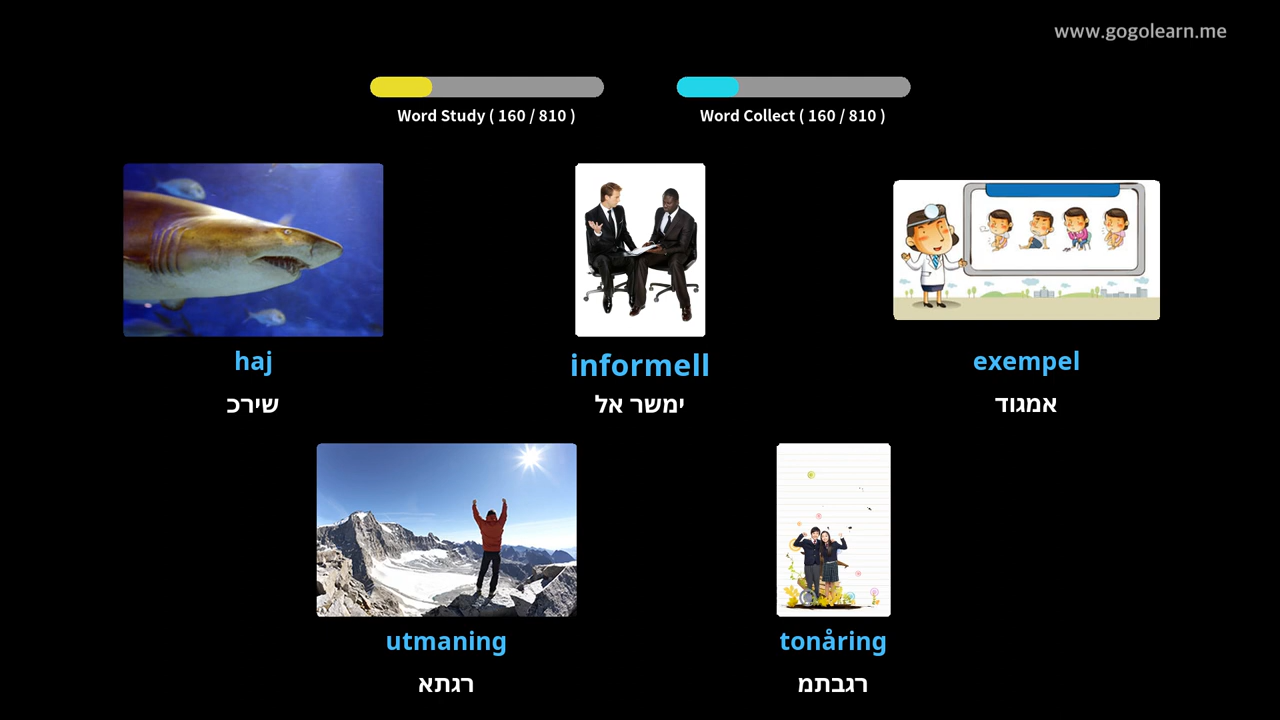 www.gogolearn.me
Word Study ( 160 / 810 )
Word Collect ( 160 / 810 )
haj
informell
exempel
שירכ
ימשר אל
אמגוד
utmaning
tonåring
רגתא
רגבתמ